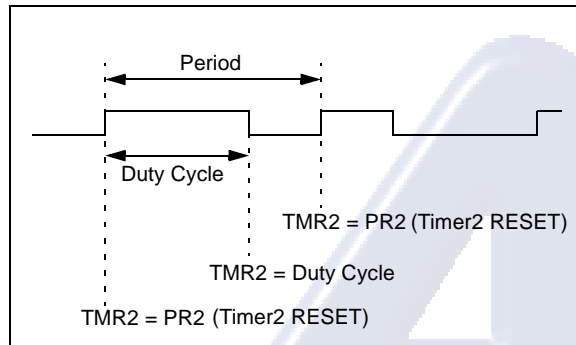 Period
Duty Cycle
TMR2 = PR2 (Timer2 RESET)
TMR2 = Duty Cycle
TMR2 = PR2 (Timer2 RESET)